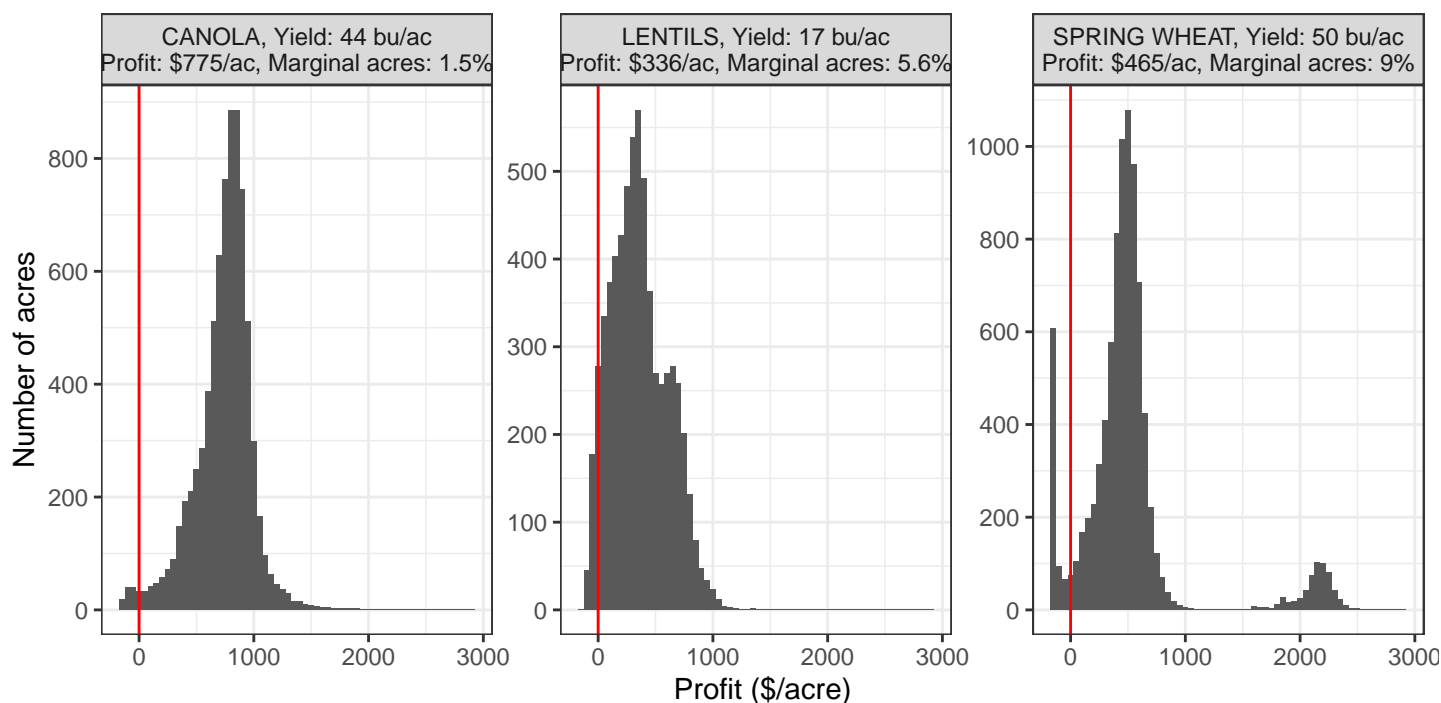 CANOLA, Yield: 44 bu/ac
Profit: $775/ac, Marginal acres: 1.5%
LENTILS, Yield: 17 bu/ac
Profit: $336/ac, Marginal acres: 5.6%
SPRING WHEAT, Yield: 50 bu/ac
Profit: $465/ac, Marginal acres: 9%
Number of acres
800
600
400
200
0
500
400
300
200
100
0
1000
800
600
400
200
0
0 1000 2000 3000
0 1000 2000 3000
0 1000 2000 3000
Profit ($/acre)